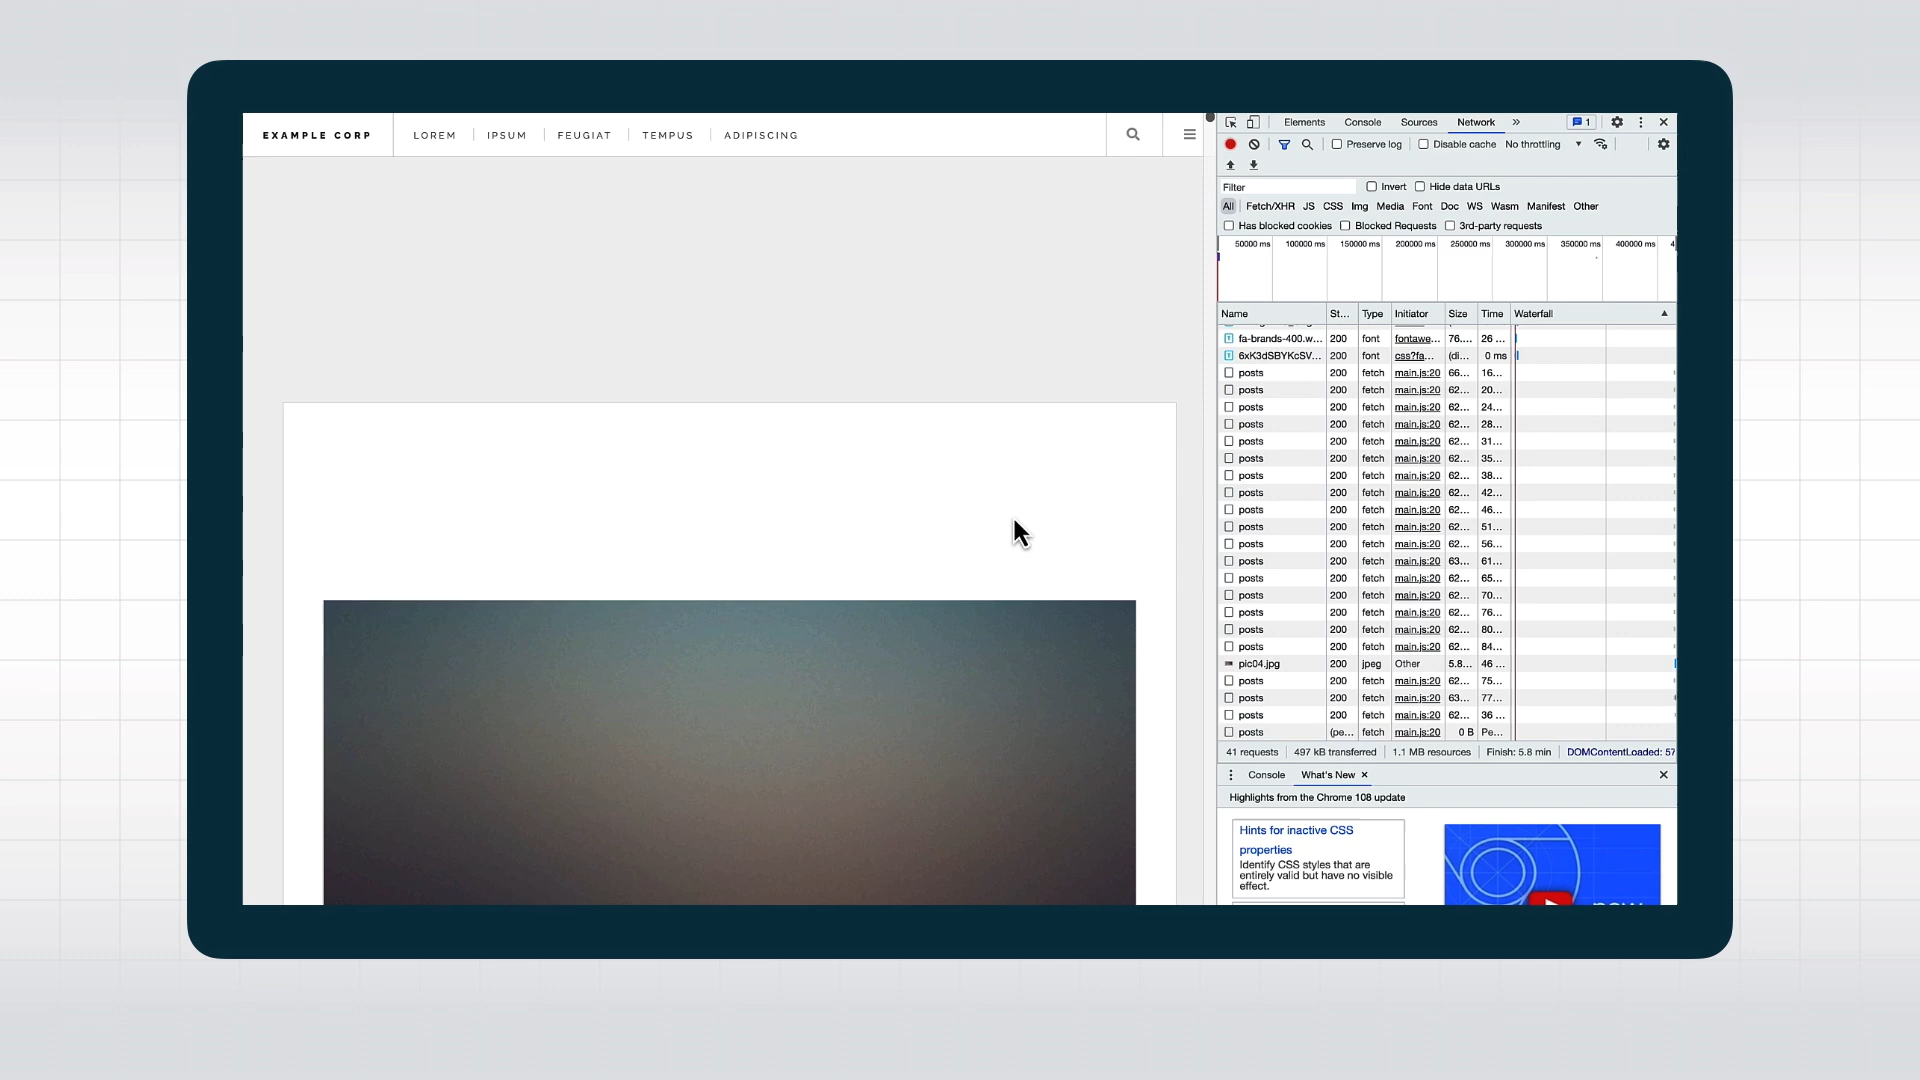 EXAMPLE CORP LOREM IPSUM FEUGIAT TEMPUS ADIPISCING
Elements Console Sources Network » 1
Preserve log Disable cache No throttling
Filter Invert Hide data URLs
All Fetch/XHR JS CSS Img Media Font Doc WS Wasm Manifest Other
Has blocked cookies Blocked Requests 3rd-party requests
50000 ms 100000 ms 150000 ms 200000 ms 250000 ms 300000 ms 350000 ms 400000 ms 4
Name St... Type Initiator Size Time Waterfall
fa-brands-400.w... 200 font fontawe... 76.... 26 ...
6xK3dSBYKcSV... 200 font css?fa... (di... 0 ms
posts 200 fetch main.js:20 66... 16...
posts 200 fetch main.js:20 62... 20...
posts 200 fetch main.js:20 62... 24...
posts 200 fetch main.js:20 62... 28...
posts 200 fetch main.js:20 62... 31...
posts 200 fetch main.js:20 62... 35...
posts 200 fetch main.js:20 62... 38...
posts 200 fetch main.js:20 62... 42...
posts 200 fetch main.js:20 62... 46...
posts 200 fetch main.js:20 62... 51...
posts 200 fetch main.js:20 62... 56...
posts 200 fetch main.js:20 63... 61...
posts 200 fetch main.js:20 62... 65...
posts 200 fetch main.js:20 62... 70...
posts 200 fetch main.js:20 62... 76...
posts 200 fetch main.js:20 62... 80...
posts 200 fetch main.js:20 62... 84...
pic04.jpg 200 jpeg Other 5.8... 46 ...
posts 200 fetch main.js:20 62... 75...
posts 200 fetch main.js:20 63... 77...
posts 200 fetch main.js:20 62... 36 ...
posts (pe... fetch main.js:20 0 B Pe...
41 requests 497 kB transferred 1.1 MB resources Finish: 5.8 min DOMContentLoaded: 57
Console What's New ×
Highlights from the Chrome 108 update
Hints for inactive CSS
properties
Identify CSS styles that are
entirely valid but have no visible
effect.